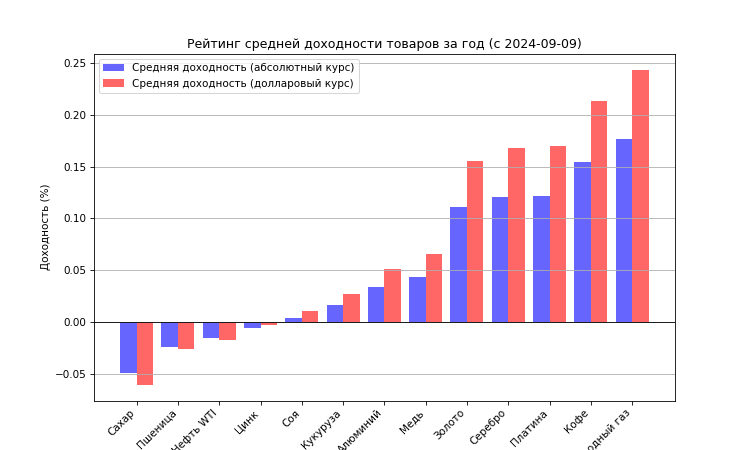 Рейтинг средней доходности товаров за год (с 2024-09-09)
Средняя доходность (абсолютный курс)
Средняя доходность (долларовый курс)
Доходность (%)
0.25
0.20
0.15
0.10
0.05
0.00
−0.05
Сахар
Пшеница
Нефть WTI
Цинк
Соя
Кукуруза
Алюминий
Медь
Золото
Серебро
Платина
Кофе
одный газ